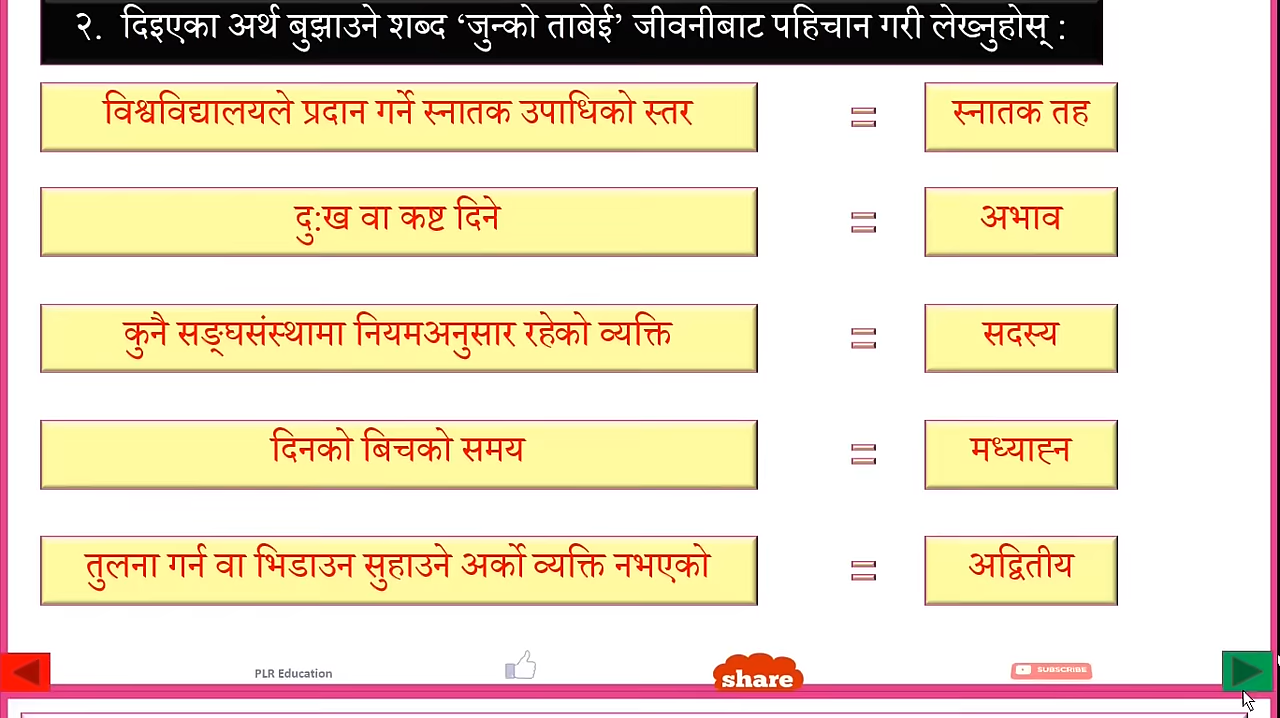 २. दिइएका अर्थ बुझाउने शब्द ‘जुन्को ताबेई’ जीवनीबाट पहिचान गरी लेख्नुहोस् :
विश्वविद्यालयले प्रदान गर्ने स्नातक उपाधिको स्तर = स्नातक तह
दु:ख वा कष्ट दिने = अभाव
कुनै सङ्घसंस्थामा नियमअनुसार रहेको व्यक्ति = सदस्य
दिनको बिचको समय = मध्याह्न
तुलना गर्न वा भिडाउन सुहाउने अर्को व्यक्ति नभएको = अद्वितीय
PLR Education share SUBSCRIBE